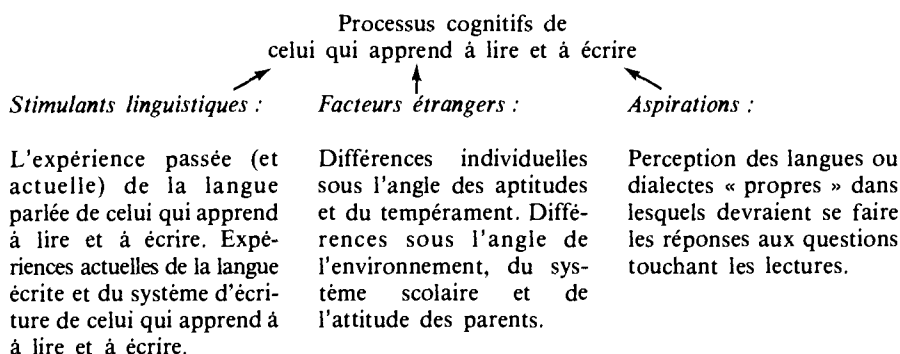 Processus cognitifs de
celui qui apprend à lire et à écrire
Stimulants linguistiques :
L'expérience passée (et
actuelle) de la langue
parlée de celui qui apprend
à lire et à écrire. Expé-
riences actuelles de la langue
écrite et du système d'écri-
ture de celui qui apprend à
à lire et à écrire.
Facteurs étrangers :
Différences individuelles
sous l'angle des aptitudes
et du tempérament. Diffé-
rences sous l'angle de
l'environnement, du sys-
tème scolaire et de
l'attitude des parents.
Aspirations :
Perception des langues ou
dialectes « propres » dans
lesquels devraient se faire
les réponses aux questions
touchant les lectures.